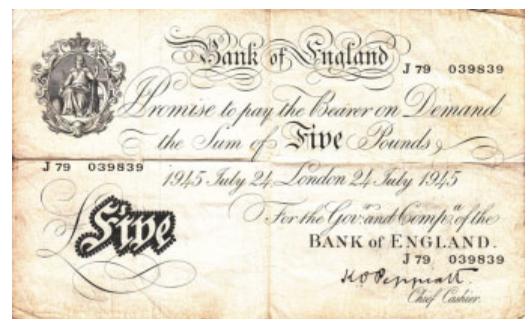 Bank of England
J 79 039839
Promise to pay the Bearer on Demand
the Sum of Five Pounds
J 79 039839
1945 July 24 London 24 July 1945
For the Gov.r and Comp.a of the
BANK of ENGLAND.
Five
J 79 039839
K O Peppiatt
Chief Cashier.